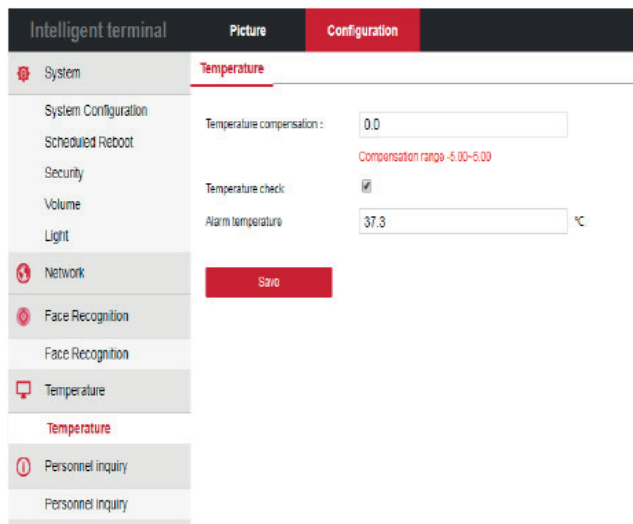 Intelligent terminal
Picture
Configuration
System
System Configuration
Scheduled Reboot
Security
Volume
Light
Network
Face Recognition
Face Recognition
Temperature
Temperature
Personnel inquiry
Personnel inquiry
Temperature
Temperature compensation :
0.0
Compensation range -5.00~5.00
Temperature check
Alarm temperature
37.3
℃
Save